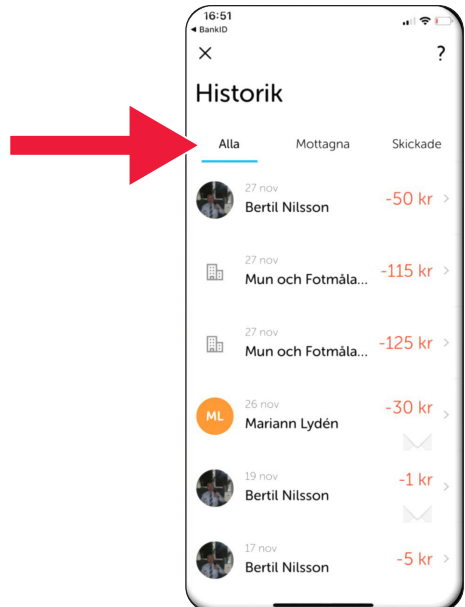 16:51
◀ BankID
×
?
Historik
Alla Mottagna Skickade
27 nov
Bertil Nilsson
-50 kr
27 nov
Mun och Fotmåla...
-115 kr
27 nov
Mun och Fotmåla...
-125 kr
ML
26 nov
Mariann Lydén
-30 kr
19 nov
Bertil Nilsson
-1 kr
17 nov
Bertil Nilsson
-5 kr